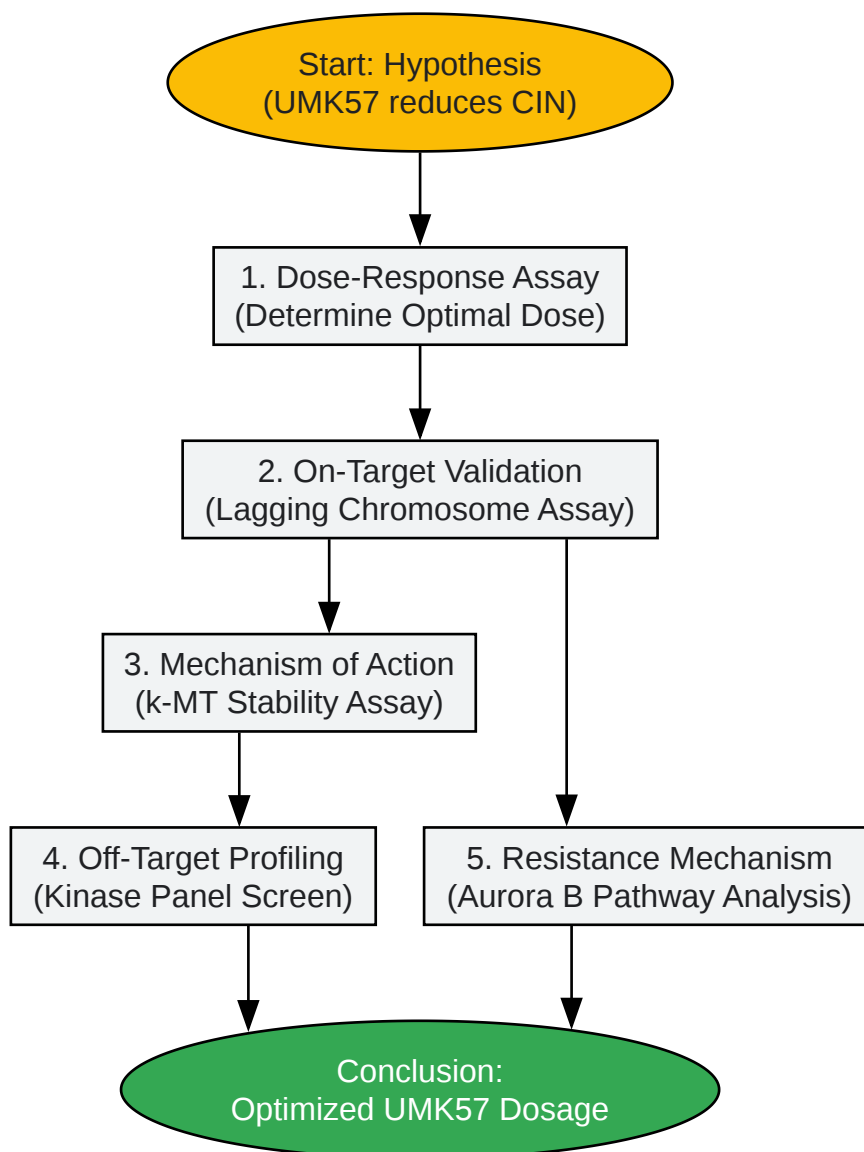 Start: Hypothesis
(UMK57 reduces CIN)
1. Dose-Response Assay
(Determine Optimal Dose)
2. On-Target Validation
(Lagging Chromosome Assay)
3. Mechanism of Action
(k-MT Stability Assay)
4. Off-Target Profiling
(Kinase Panel Screen)
5. Resistance Mechanism
(Aurora B Pathway Analysis)
Conclusion:
Optimized UMK57 Dosage